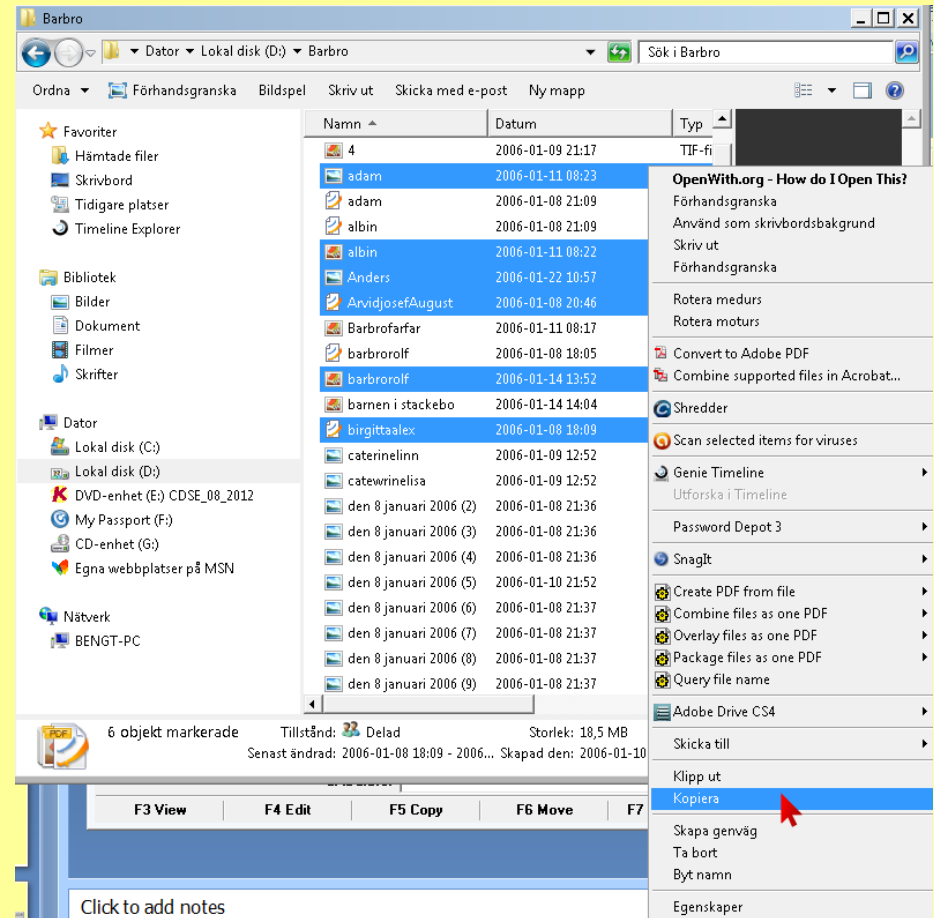 Barbro
Dator Lokal disk (D:) Barbro
Sök i Barbro
Ordna Förhandsgranska Bildspel Skriv ut Skicka med e-post Ny mapp
Favoriter
Hämtade filer
Skrivbord
Tidigare platser
Timeline Explorer
Bibliotek
Bilder
Dokument
Filmer
Skrifter
Dator
Lokal disk (C:)
Lokal disk (D:)
DVD-enhet (E:) CDSE_08_2012
My Passport (F:)
CD-enhet (G:)
Egna webbplatser på MSN
Nätverk
BENGT-PC
Namn Datum Typ
4 2006-01-09 21:17 TIF-fi
adam 2006-01-11 08:23
adam 2006-01-08 21:09
albin 2006-01-08 21:09
albin 2006-01-11 08:22
Anders 2006-01-22 10:57
ArvidjosefAugust 2006-01-08 20:46
Barbrofarfar 2006-01-11 08:17
barbrorolf 2006-01-08 18:05
barbrorolf 2006-01-14 13:52
barnen i stackebo 2006-01-14 14:04
birgittaalex 2006-01-08 18:09
caterinelinn 2006-01-09 12:52
catewrinelisa 2006-01-09 12:52
den 8 januari 2006 (2) 2006-01-08 21:36
den 8 januari 2006 (3) 2006-01-08 21:36
den 8 januari 2006 (4) 2006-01-08 21:36
den 8 januari 2006 (5) 2006-01-10 21:52
den 8 januari 2006 (6) 2006-01-08 21:37
den 8 januari 2006 (7) 2006-01-08 21:37
den 8 januari 2006 (8) 2006-01-08 21:37
den 8 januari 2006 (9) 2006-01-08 21:37
OpenWith.org - How do I Open This?
Förhandsgranska
Använd som skrivbordsbakgrund
Skriv ut
Förhandsgranska
Rotera medurs
Rotera moturs
Convert to Adobe PDF
Combine supported files in Acrobat...
Shredder
Scan selected items for viruses
Genie Timeline
Utforska i Timeline
Password Depot 3
SnagIt
Create PDF from file
Combine files as one PDF
Overlay files as one PDF
Package files as one PDF
Query file name
Adobe Drive CS4
Skicka till
Klipp ut
Kopiera
Skapa genväg
Ta bort
Byt namn
Egenskaper
PDF
6 objekt markerade Tillstånd: Delad Storlek: 18,5 MB
Senast ändrad: 2006-01-08 18:09 - 2006... Skapad den: 2006-01-10
F3 View F4 Edit F5 Copy F6 Move F7
Click to add notes